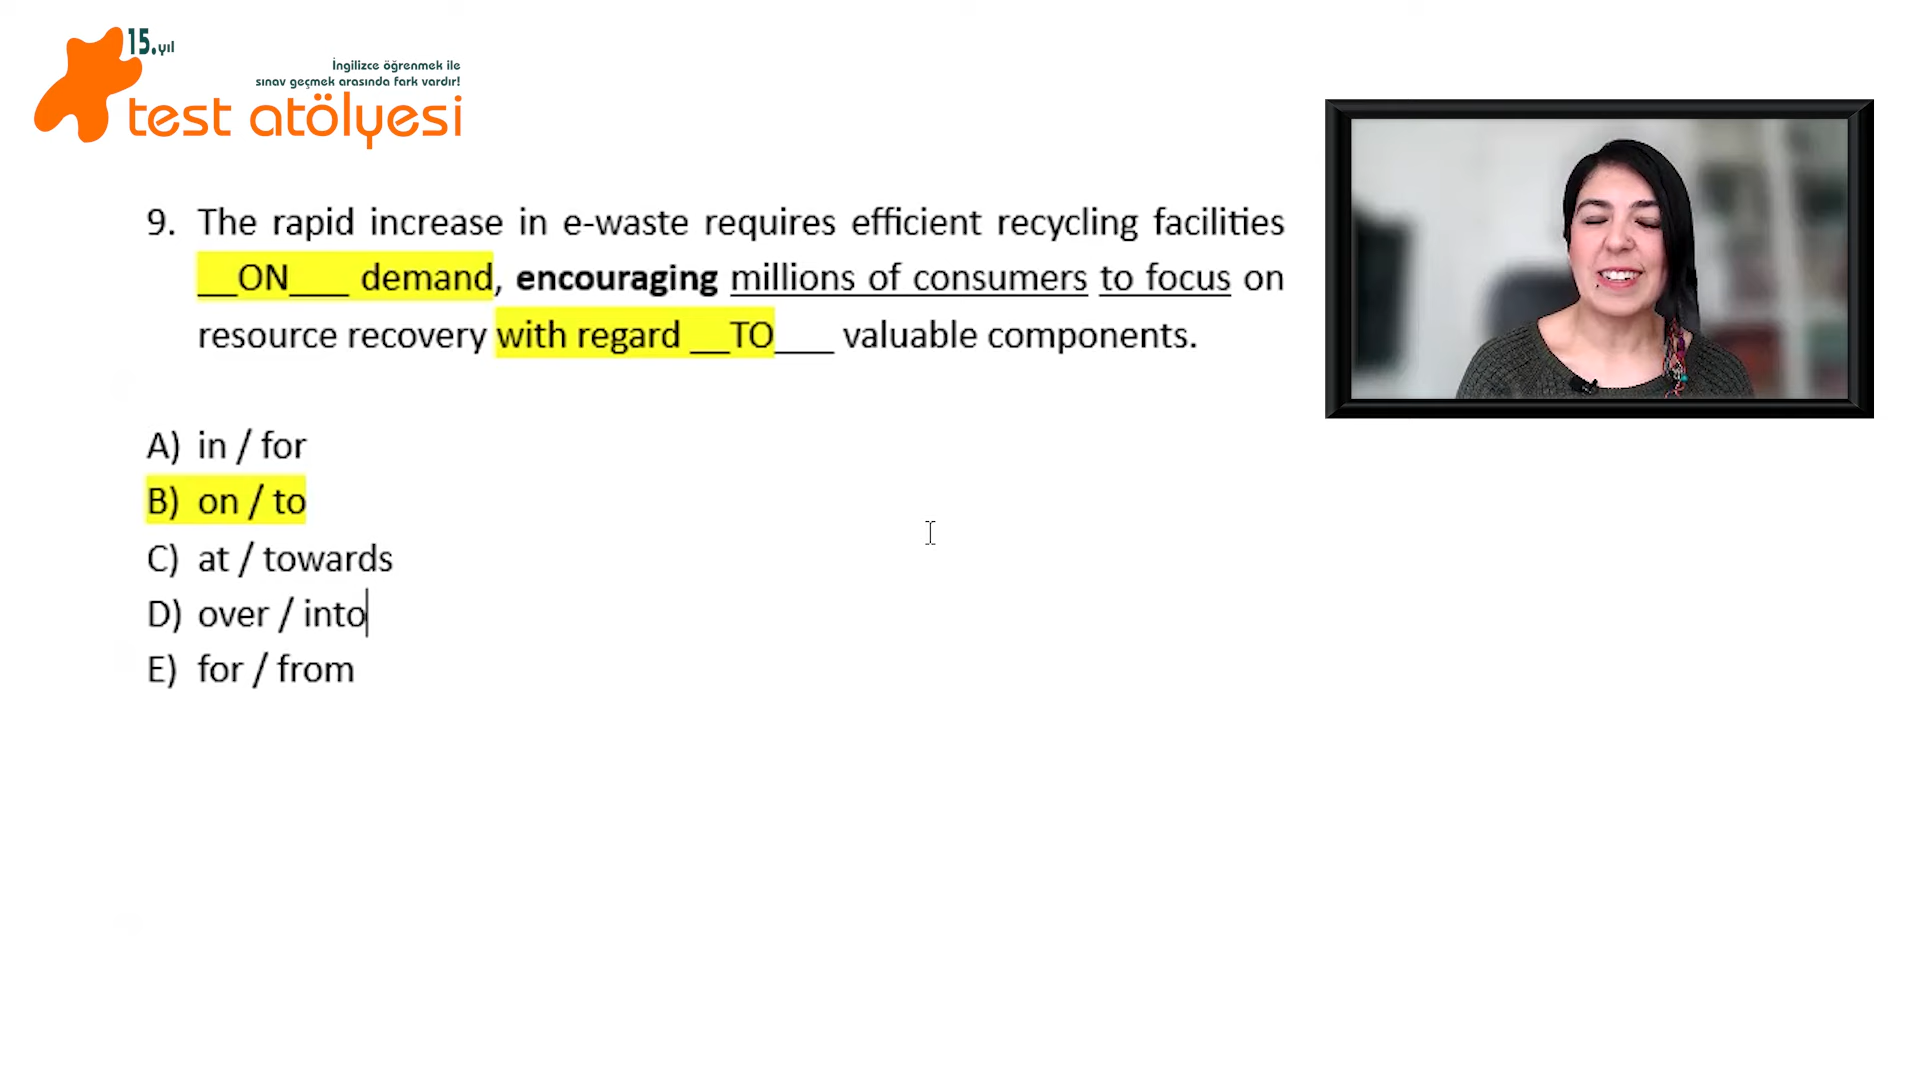 15.yıl
İngilizce öğrenmek ile
sınav geçmek arasında fark vardır!
test atölyesi
9. The rapid increase in e-waste requires efficient recycling facilities
__ON___ demand, encouraging millions of consumers to focus on
resource recovery with regard __TO___ valuable components.
A) in / for
B) on / to
C) at / towards
D) over / into
E) for / from